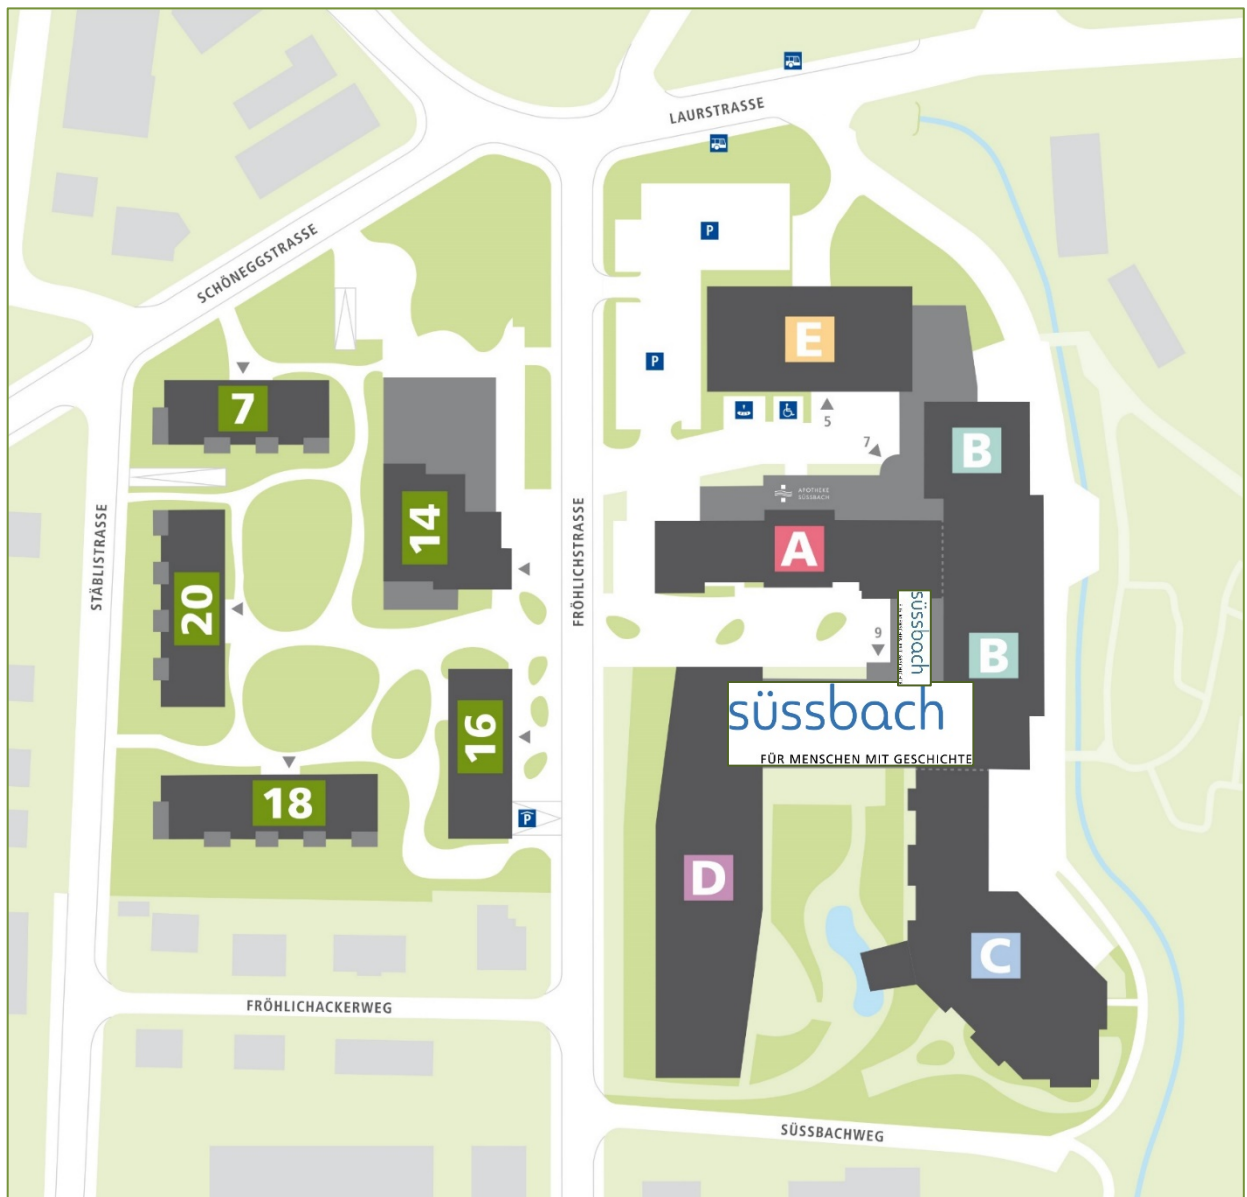 LAURSTRASSE
SCHÖNEGGSTRASSE
P
P
E
5
7
7
B
APOTHEKE
SÜSSBACH
14
A
STÄBLISTRASSE
FRÖHLICHSTRASSE
20
9
süssbach
B
süssbach
FÜR MENSCHEN MIT GESCHICHTE
16
18
P
D
C
FRÖHLICHACKERWEG
SÜSSBACHWEG